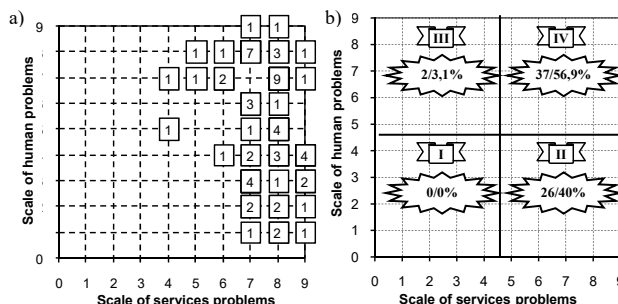 a)
Scale of human problems
9
1 1
1 1 7 3 1
1 1 2 9 1
3 1
1 1 4
1 2 3 4
4 1 2
2 2 1
1 2 1
0
0 1 2 3 4 5 6 7 8 9
Scale of services problems
b)
Scale of human problems
9
8
7
6
5
4
3
2
1
0
III
2/3,1%
IV
37/56,9%
I
0/0%
II
26/40%
0 1 2 3 4 5 6 7 8 9
Scale of services problems